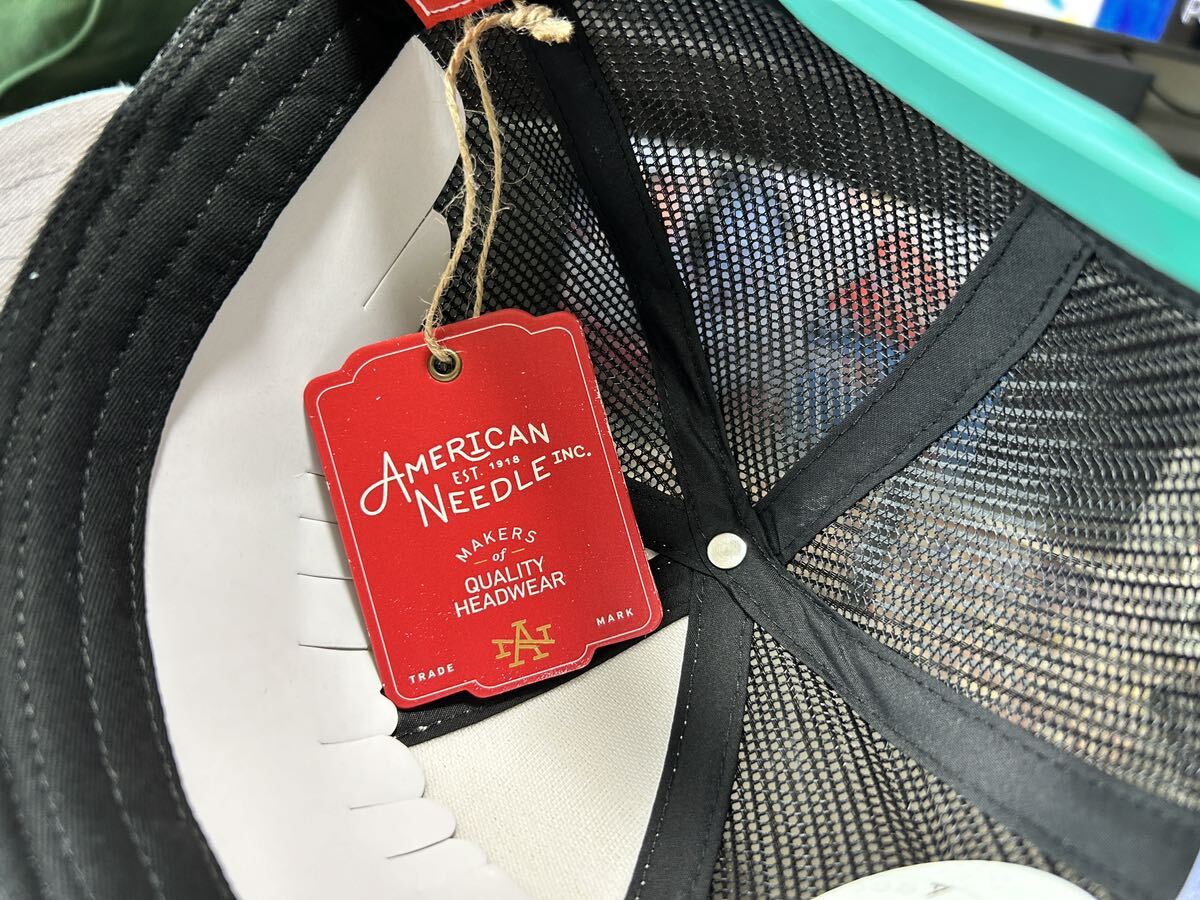 AMERICAN
EST. 1918
NEEDLE INC.
MAKERS
of
QUALITY
HEADWEAR
TRADE MARK